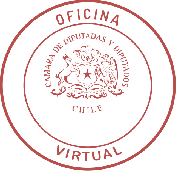 OFICINA
CÁMARA DE DIPUTADAS Y DIPUTADOS
CHILE
VIRTUAL